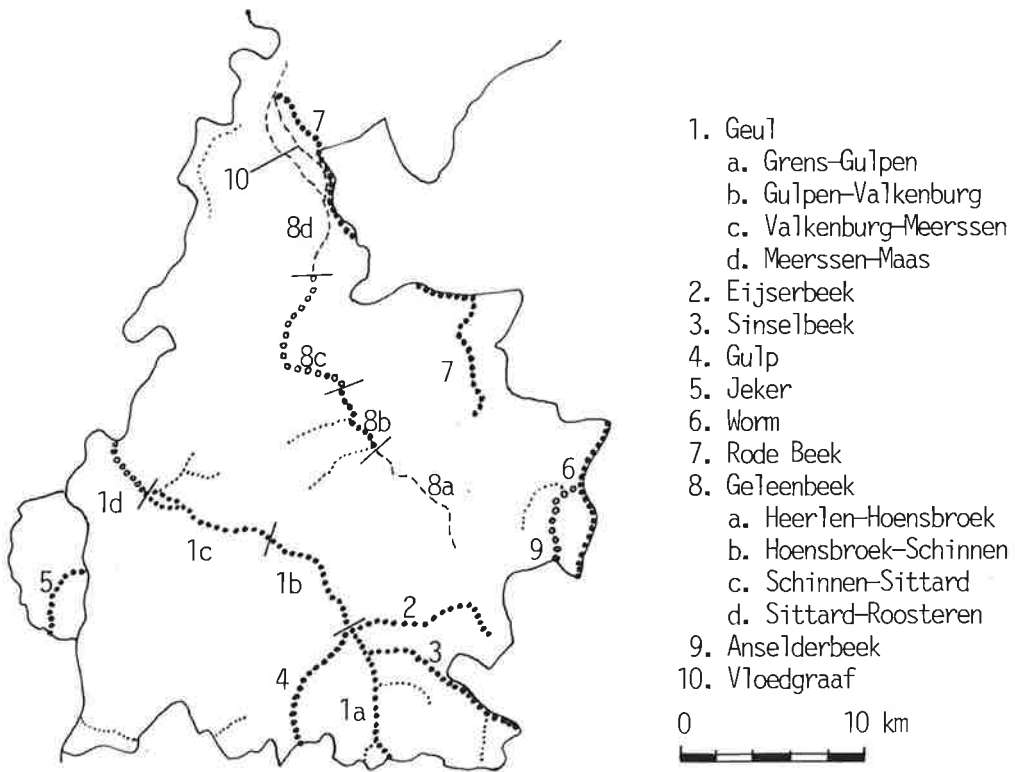 7
10
8d
8c
7
8b
8a
6
1d
1c
9
5
1b
2
3
4
1a
1. Geul
a. Grens-Gulpen
b. Gulpen-Valkenburg
c. Valkenburg-Meerssen
d. Meerssen-Maas
2. Eijserbeek
3. Sinselbeek
4. Gulp
5. Jeker
6. Worm
7. Rode Beek
8. Geleenbeek
a. Heerlen-Hoensbroek
b. Hoensbroek-Schinnen
c. Schinnen-Sittard
d. Sittard-Roosteren
9. Anselderbeek
10. Vloedgraaf
0 10 km